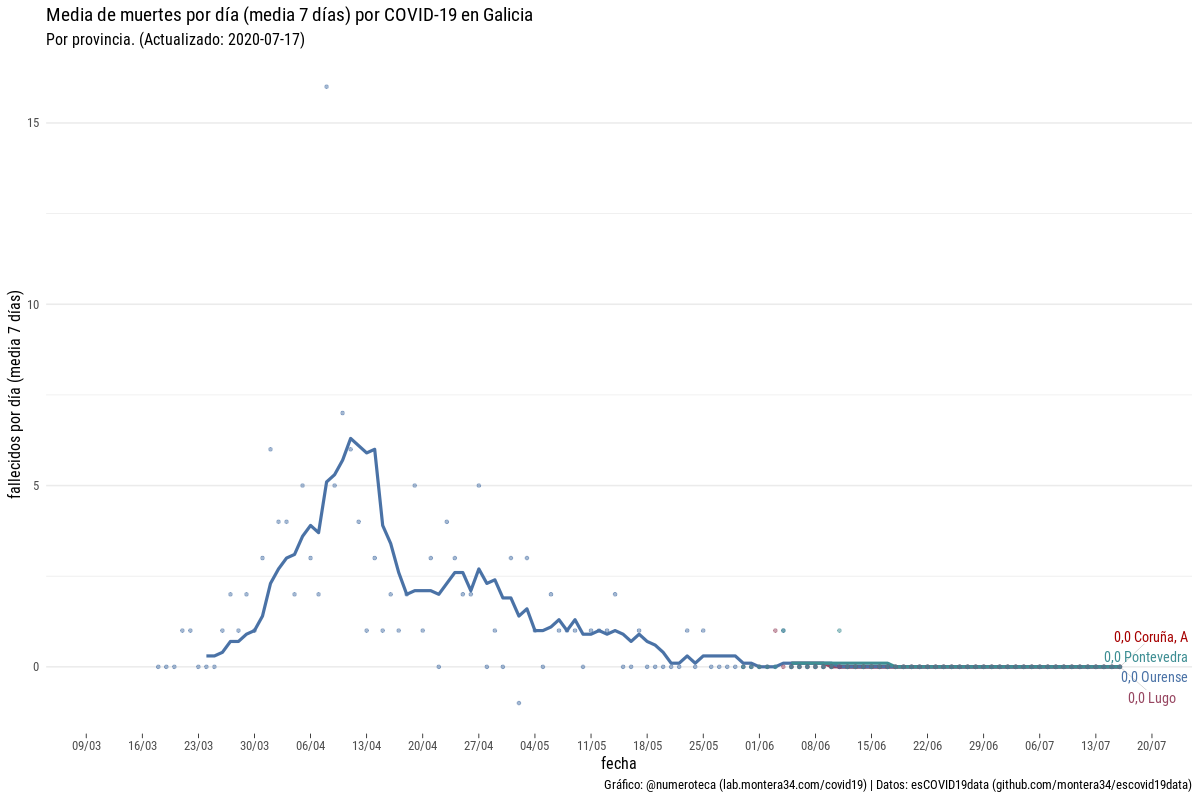 Media de muertes por día (media 7 días) por COVID-19 en Galicia
Por provincia. (Actualizado: 2020-07-17)
fallecidos por día (media 7 días)
15
10
5
0
0,0 Coruña, A
0,0 Pontevedra
0,0 Ourense
0,0 Lugo
09/03 16/03 23/03 30/03 06/04 13/04 20/04 27/04 04/05 11/05 18/05 25/05 01/06 08/06 15/06 22/06 29/06 06/07 13/07 20/07
fecha
Gráfico: @numeroteca (lab.montera34.com/covid19) | Datos: esCOVID19data (github.com/montera34/escovid19data)